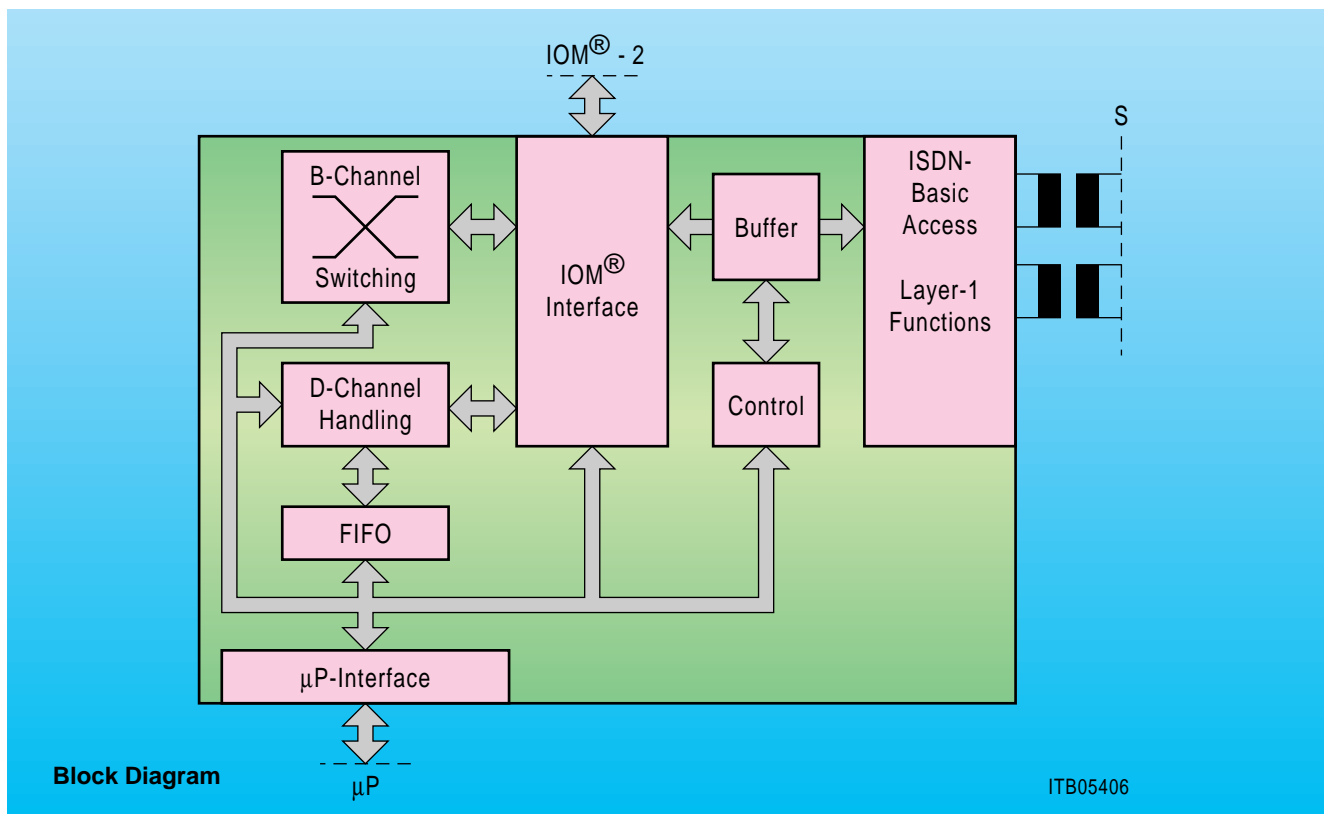 IOM® - 2
S
B-Channel
Switching
IOM®
Interface
Buffer
ISDN-
Basic
Access
Layer-1
Functions
D-Channel
Handling
Control
FIFO
μP-Interface
μP
Block Diagram
ITB05406